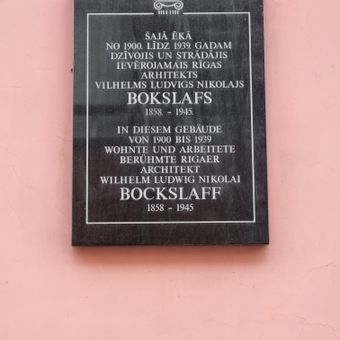 ŠAJĀ ĒKĀ
NO 1900. LĪDZ 1939. GADAM
DZĪVOJIS UN STRĀDĀJIS
IEVĒROJAMAIS RĪGAS
ARHITEKTS
VILHELMS LUDVIGS NIKOLAJS
BOKSLAFS
1858. - 1945.
IN DIESEM GEBÄUDE
VON 1900 BIS 1939
WOHNTE UND ARBEITETE
BERÜHMTE RIGAER
ARCHITEKT
WILHELM LUDWIG NIKOLAI
BOCKSLAFF
1858 - 1945